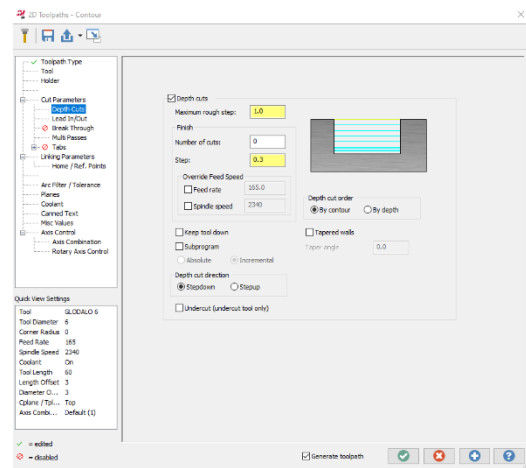 2D Toolpaths - Contour
Toolpath Type
Tool
Holder
Cut Parameters
Depth Cuts
Lead In/Out
Break Through
Multi Passes
Tabs
Linking Parameters
Home / Ref. Points
Arc Filter / Tolerance
Planes
Coolant
Canned Text
Misc Values
Axis Control
Axis Combination
Rotary Axis Control
Depth cuts
Maximum rough step: 1.0
Finish
Number of cuts: 0
Step: 0.3
Override Feed Speed
Feed rate 165.0
Spindle speed 2340
Depth cut order
By contour By depth
Keep tool down
Tapered walls
Subprogram
Taper angle 0.0
Absolute Incremental
Depth cut direction
Stepdown Stepup
Undercut (undercut tool only)
Quick View Settings
Tool GLODALO 6
Tool Diameter 6
Corner Radius 0
Feed Rate 165
Spindle Speed 2340
Coolant On
Tool Length 60
Length Offset 3
Diameter O... 3
Cplane / Tpl... Top
Axis Combi... Default (1)
= edited
= disabled
Generate toolpath